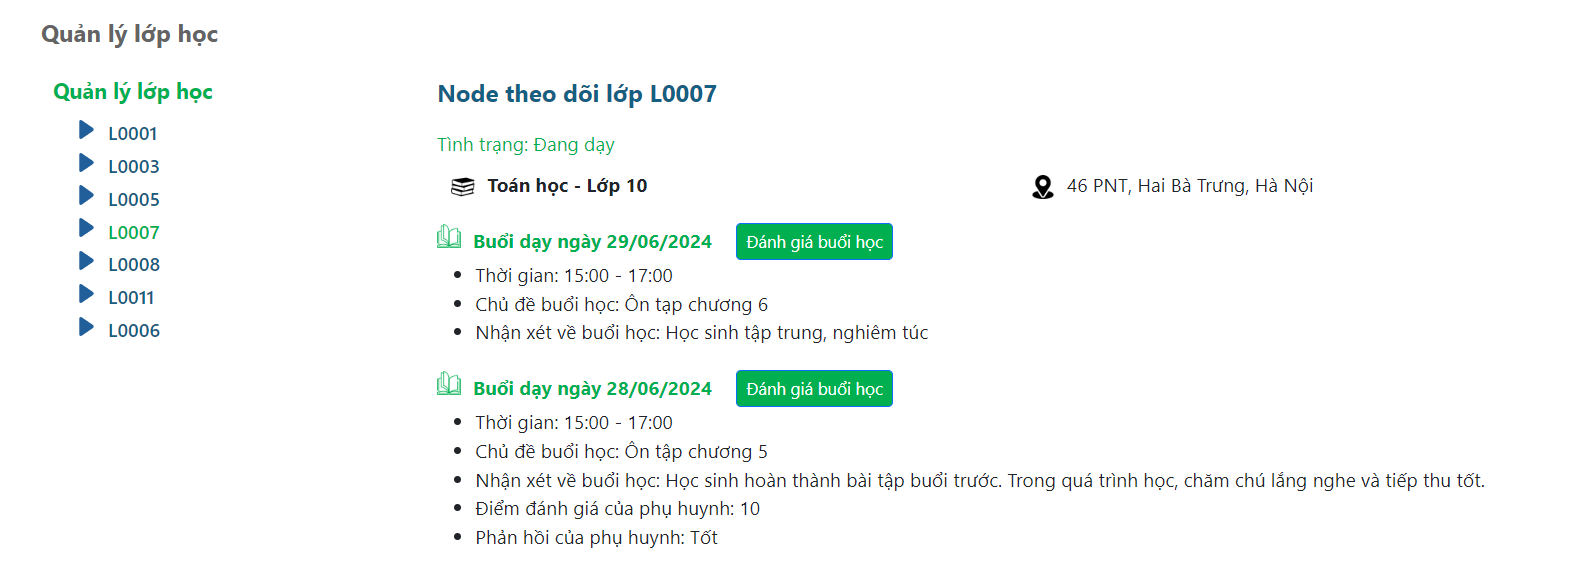 Quản lý lớp học
Quản lý lớp học
L0001
L0003
L0005
L0007
L0008
L0011
L0006
Node theo dõi lớp L0007
Tình trạng: Đang dạy
Toán học - Lớp 10
46 PNT, Hai Bà Trưng, Hà Nội
Buổi dạy ngày 29/06/2024
Đánh giá buổi học
Thời gian: 15:00 - 17:00
Chủ đề buổi học: Ôn tạp chương 6
Nhận xét về buổi học: Học sinh tập trung, nghiêm túc
Buổi dạy ngày 28/06/2024
Đánh giá buổi học
Thời gian: 15:00 - 17:00
Chủ đề buổi học: Ôn tập chương 5
Nhận xét về buổi học: Học sinh hoàn thành bài tập buổi trước. Trong quá trình học, chăm chú lắng nghe và tiếp thu tốt.
Điểm đánh giá của phụ huynh: 10
Phản hồi của phụ huynh: Tốt